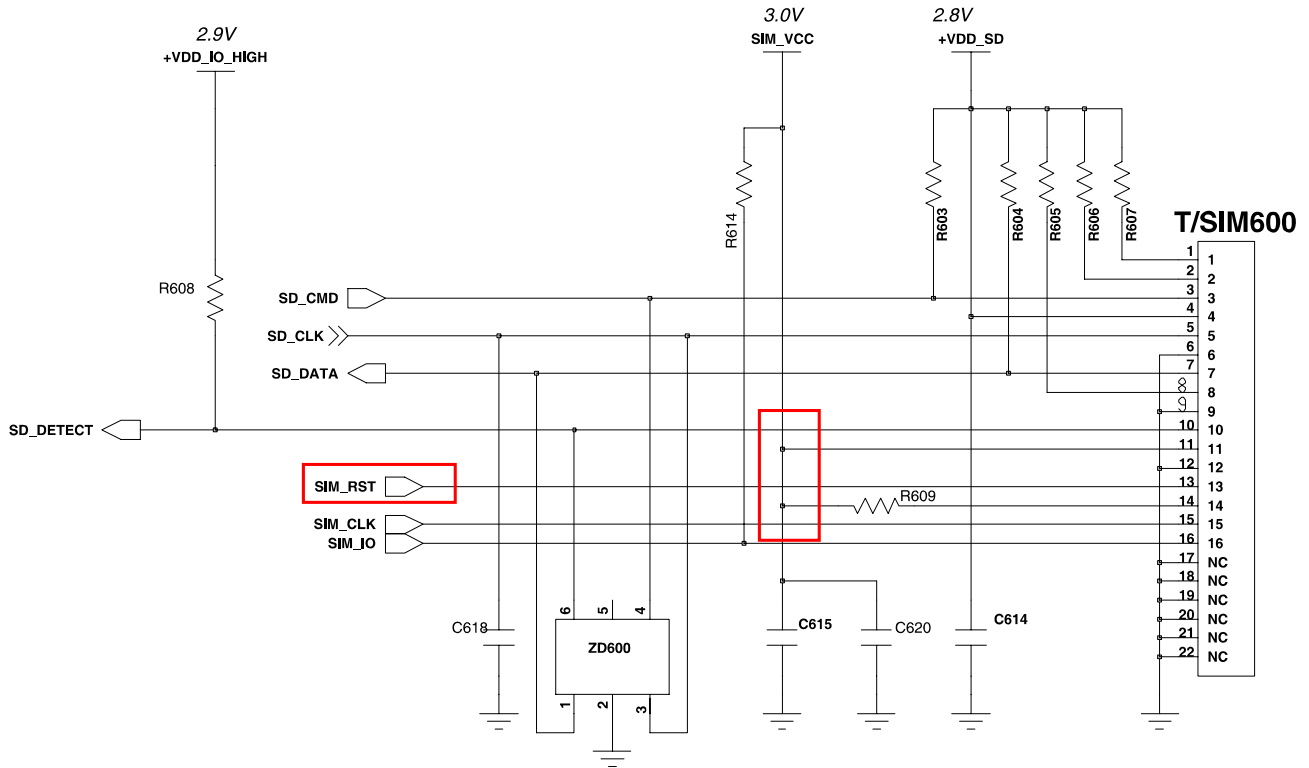 2.9V
+VDD_IO_HIGH
3.0V
SIM_VCC
2.8V
+VDD_SD
R608
R614
R603
R604
R605
R606
R607
T/SIM600
SD_CMD
SD_CLK
SD_DATA
SD_DETECT
SIM_RST
SIM_CLK
SIM_IO
R609
1 1
2 2
3 3
4 4
5 5
6 6
7 7
8 8
9 9
10 10
11 11
12 12
13 13
14 14
15 15
16 16
17 NC
18 NC
19 NC
20 NC
21 NC
22 NC
C618
6 5 4
ZD600
1 2 3
C615
C620
C614